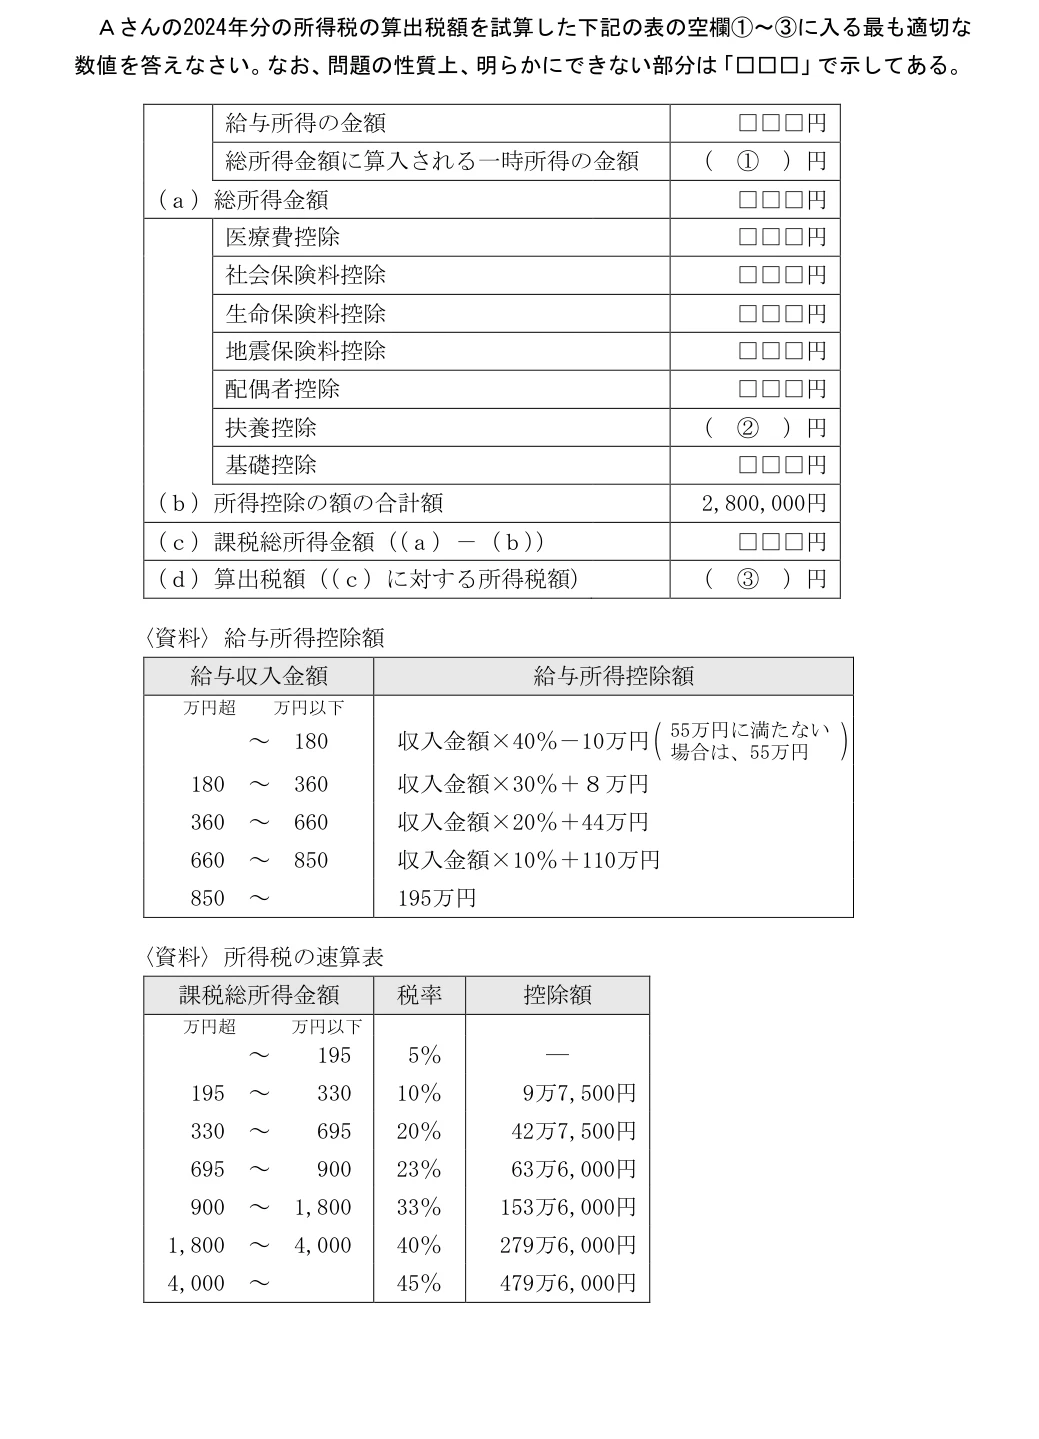 Aさんの2024年分の所得税の算出税額を試算した下記の表の空欄①～③に入る最も適切な
数値を答えなさい。なお、問題の性質上、明らかにできない部分は「□□□」で示してある。
給与所得の金額 □□□円
総所得金額に算入される一時所得の金額 ( ① ) 円
(a) 総所得金額 □□□円
医療費控除 □□□円
社会保険料控除 □□□円
生命保険料控除 □□□円
地震保険料控除 □□□円
配偶者控除 □□□円
扶養控除 ( ② ) 円
基礎控除 □□□円
(b) 所得控除の額の合計額 2,800,000円
(c) 課税総所得金額 ((a) － (b)) □□□円
(d) 算出税額 ((c) に対する所得税額) ( ③ ) 円
〈資料〉給与所得控除額
給与収入金額 給与所得控除額
万円超 万円以下
～ 180 収入金額×40％－10万円 ( 55万円に満たない
場合は、55万円 )
180 ～ 360 収入金額×30％＋８万円
360 ～ 660 収入金額×20％＋44万円
660 ～ 850 収入金額×10％＋110万円
850 ～ 195万円
〈資料〉所得税の速算表
課税総所得金額 税率 控除額
万円超 万円以下
～ 195 5％ ―
195 ～ 330 10％ 9万7,500円
330 ～ 695 20％ 42万7,500円
695 ～ 900 23％ 63万6,000円
900 ～ 1,800 33％ 153万6,000円
1,800 ～ 4,000 40％ 279万6,000円
4,000 ～ 45％ 479万6,000円